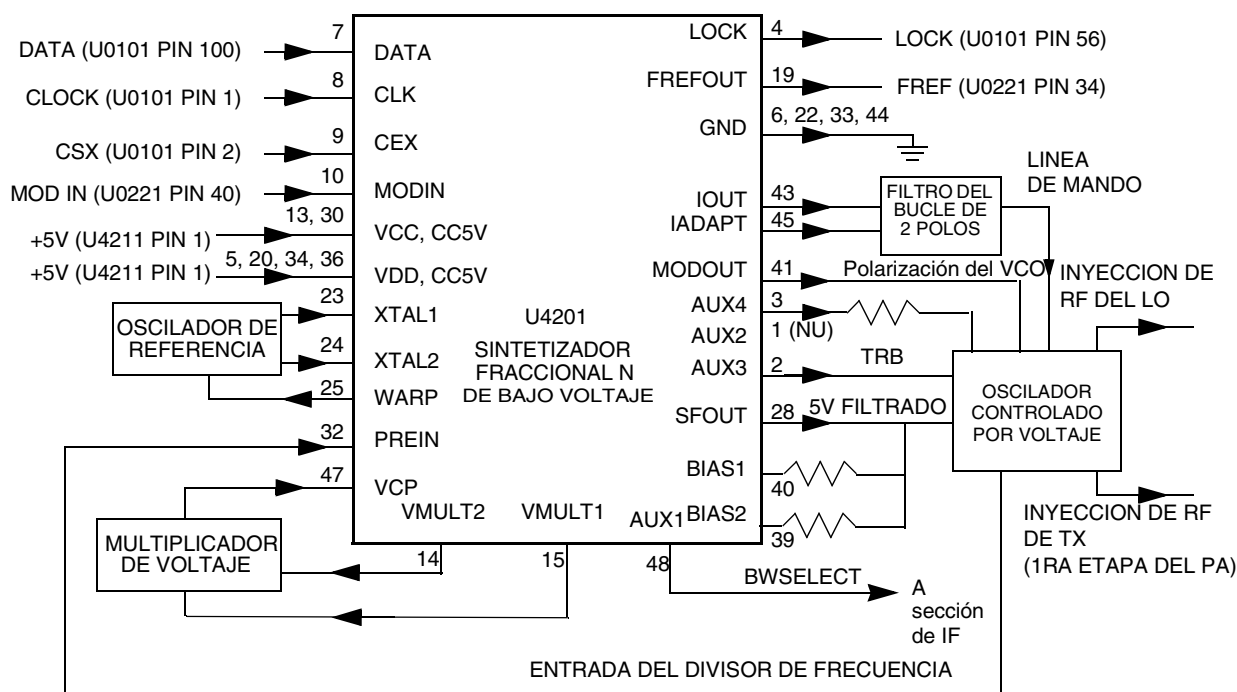 DATA (U0101 PIN 100)
7
DATA
CLOCK (U0101 PIN 1)
8
CLK
CSX (U0101 PIN 2)
9
CEX
MOD IN (U0221 PIN 40)
10
MODIN
+5V (U4211 PIN 1)
13, 30
VCC, CC5V
+5V (U4211 PIN 1)
5, 20, 34, 36
VDD, CC5V
OSCILADOR DE
REFERENCIA
23
XTAL1
24
XTAL2
25
WARP
32
PREIN
47
VCP
MULTIPLICADOR
DE VOLTAJE
VMULT2
14
VMULT1
15
AUX1
48
U4201
SINTETIZADOR
FRACCIONAL N
DE BAJO VOLTAJE
LOCK
4
LOCK (U0101 PIN 56)
FREFOUT
19
FREF (U0221 PIN 34)
GND
6, 22, 33, 44
IOUT
43
IADAPT
45
FILTRO DEL
BUCLE DE
2 POLOS
LINEA
DE MANDO
MODOUT
41
Polarización del VCO
AUX4
3
AUX2
1 (NU)
AUX3
2
TRB
SFOUT
28
5V FILTRADO
BIAS1
40
BIAS2
39
INYECCION DE
RF DEL LO
OSCILADOR
CONTROLADO
POR VOLTAJE
INYECCION DE RF
DE TX
(1RA ETAPA DEL PA)
BWSELECT
A
sección
de IF
ENTRADA DEL DIVISOR DE FRECUENCIA